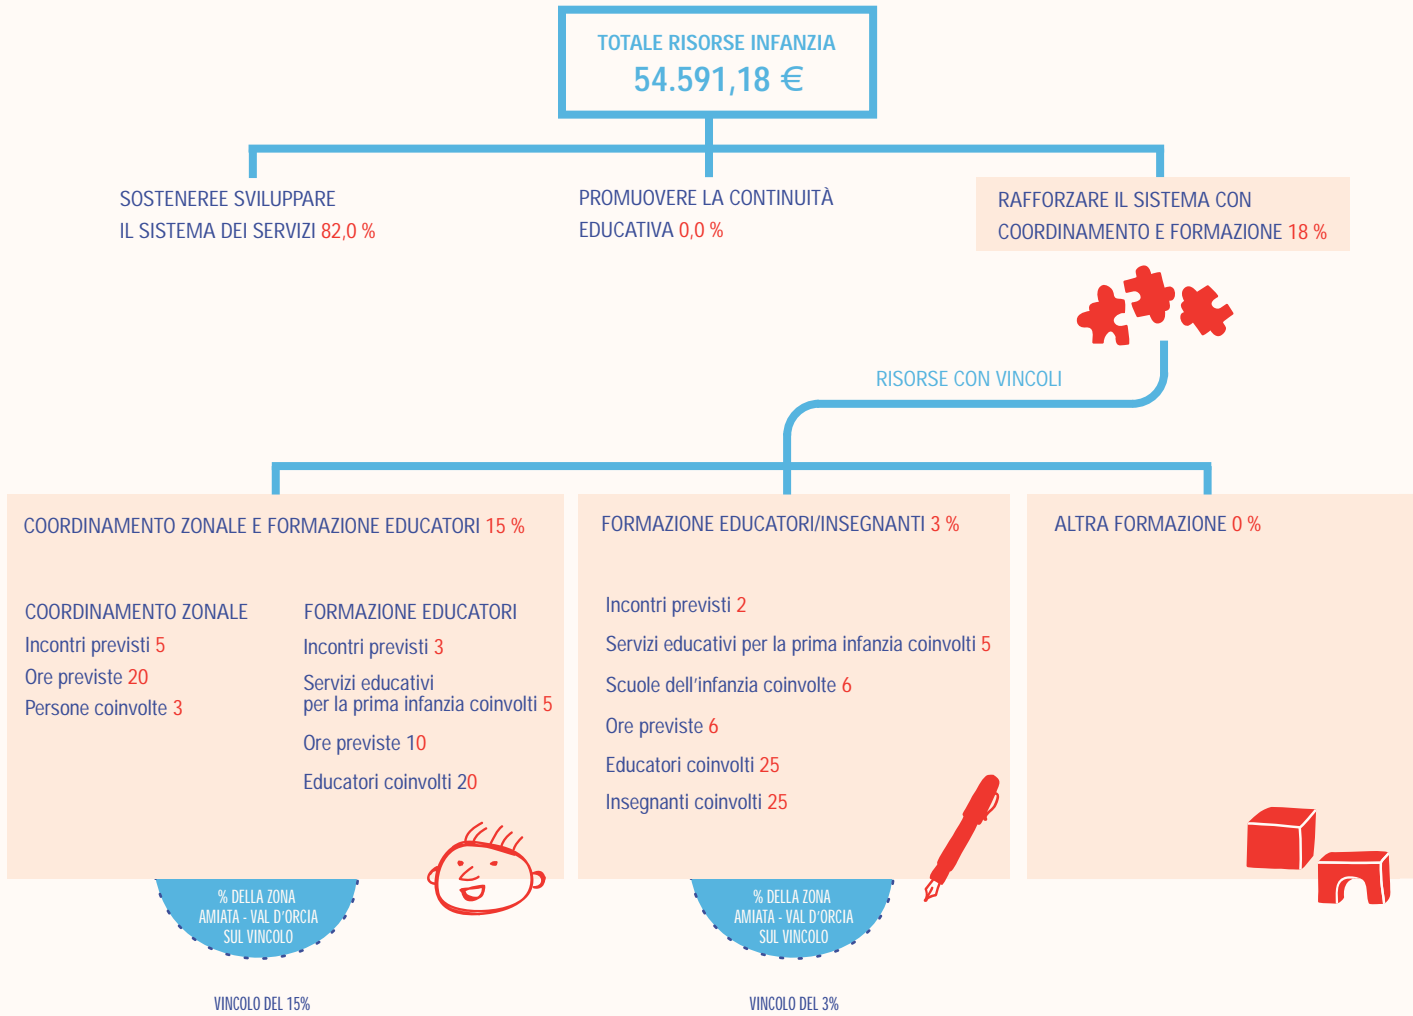 TOTALE RISORSE INFANZIA
54.591,18 €
SOSTENEREE SVILUPPARE
IL SISTEMA DEI SERVIZI 82,0 %
PROMUOVERE LA CONTINUITÀ
EDUCATIVA 0,0 %
RAFFORZARE IL SISTEMA CON
COORDINAMENTO E FORMAZIONE 18 %
RISORSE CON VINCOLI
COORDINAMENTO ZONALE E FORMAZIONE EDUCATORI 15 %
COORDINAMENTO ZONALE
Incontri previsti 5
Ore previste 20
Persone coinvolte 3
FORMAZIONE EDUCATORI
Incontri previsti 3
Servizi educativi
per la prima infanzia coinvolti 5
Ore previste 10
Educatori coinvolti 20
FORMAZIONE EDUCATORI/INSEGNANTI 3 %
Incontri previsti 2
Servizi educativi per la prima infanzia coinvolti 5
Scuole dell'infanzia coinvolte 6
Ore previste 6
Educatori coinvolti 25
Insegnanti coinvolti 25
ALTRA FORMAZIONE 0 %
% DELLA ZONA
AMIATA - VAL D'ORCIA
SUL VINCOLO
VINCOLO DEL 15%
% DELLA ZONA
AMIATA - VAL D'ORCIA
SUL VINCOLO
VINCOLO DEL 3%